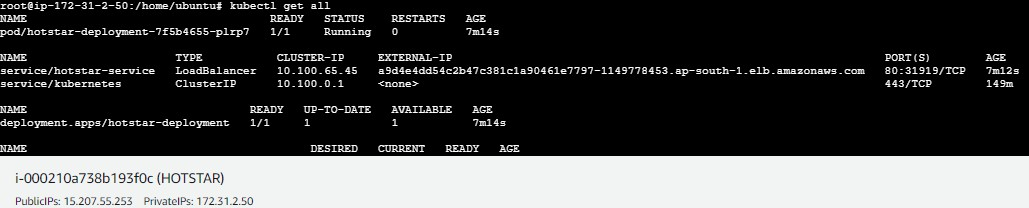 root@ip-172-31-2-50:/home/ubuntu# kubectl get all
NAME READY STATUS RESTARTS AGE
pod/hotstar-deployment-7f5b4655-plrp7 1/1 Running 0 7m14s
NAME TYPE CLUSTER-IP EXTERNAL-IP PORT(S) AGE
service/hotstar-service LoadBalancer 10.100.65.45 a9d4e4dd54c2b47c381c1a90461e7797-1149778453.ap-south-1.elb.amazonaws.com 80:31919/TCP 7m12s
service/kubernetes ClusterIP 10.100.0.1 <none> 443/TCP 149m
NAME READY UP-TO-DATE AVAILABLE AGE
deployment.apps/hotstar-deployment 1/1 1 1 7m14s
NAME DESIRED CURRENT READY AGE
i-000210a738b193f0c (HOTSTAR)
PublicIPs: 15.207.55.253 PrivateIPs: 172.31.2.50